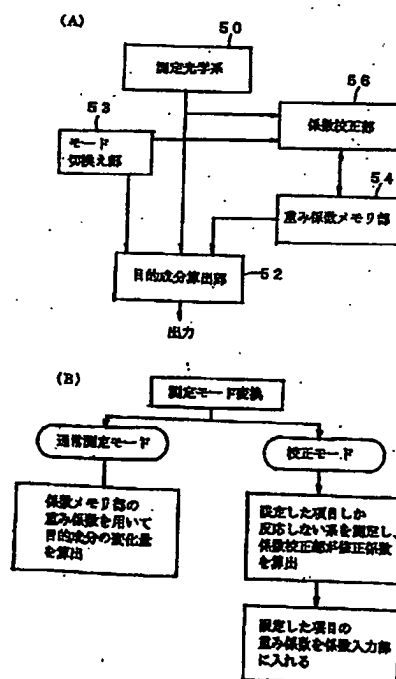 (A)
50
測定光学系
56
係数校正部
53
モード
切換え部
54
重み係数メモリ部
目的成分算出部
52
出力
(B)
測定モード変換
通常測定モード
校正モード
係数メモリ部の
重み係数を用いて
目的成分の変化量
を算出
設定した項目しか
反応しない系を測定し、
係数校正部が修正係数
を算出
設定した項目の
重み係数を係数入力部
に入れる